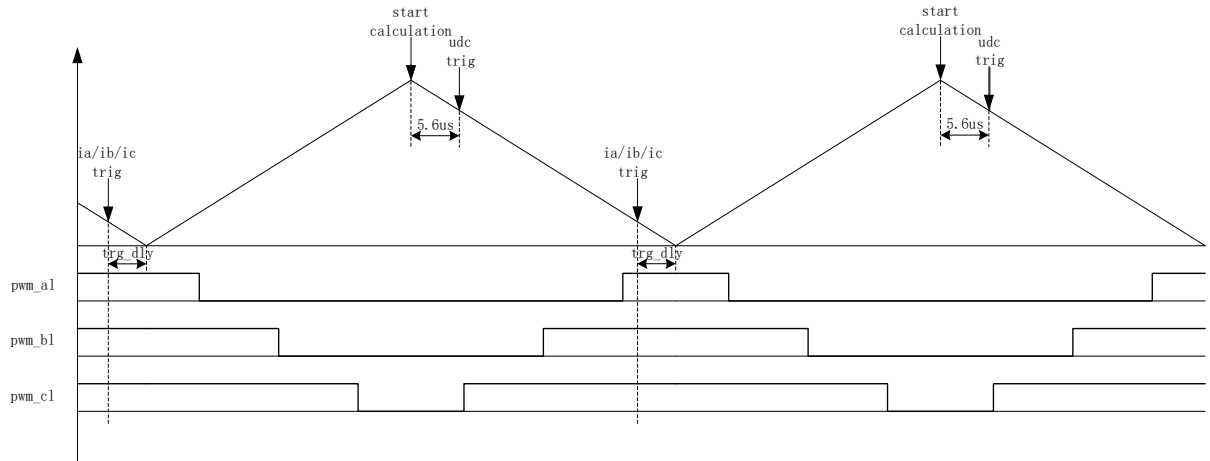 start
calculation
udc
trig
5.6us
start
calculation
udc
trig
5.6us
ia/ib/ic
trig
ia/ib/ic
trig
trg_dly
trg_dly
pwm_al
pwm_bl
pwm_cl